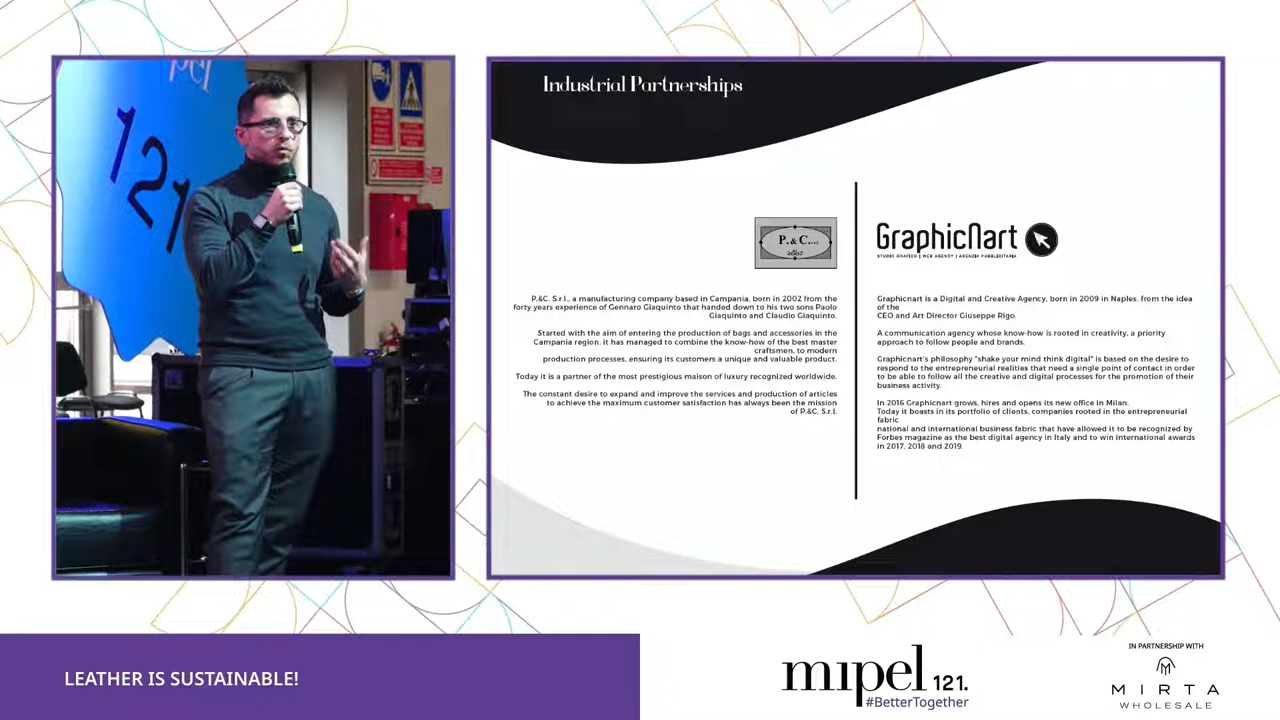 mipel
121
Industrial Partnerships
P.&C. S.r.l.
2002
P.&C. S.r.l., a manufacturing company based in Campania, born in 2002 from the
forty years experience of Gennaro Giaquinto that handed down to his two sons Paolo
Giaquinto and Claudio Giaquinto.
Started with the aim of entering the production of bags and accessories in the
Campania region, it has managed to combine the know-how of the best master
craftsmen, to modern
production processes, ensuring its customers a unique and valuable product.
Today it is a partner of the most prestigious maison of luxury recognized worldwide.
The constant desire to expand and improve the services and production of articles
to achieve the maximum customer satisfaction has always been the mission
of P.&C. S.r.l.
GraphicNart
STUDIO GRAFICO | WEB AGENCY | AGENZIA PUBBLICITARIA
Graphicnart is a Digital and Creative Agency, born in 2009 in Naples, from the idea
of the
CEO and Art Director Giuseppe Rigo.
A communication agency whose know-how is rooted in creativity, a priority
approach to follow people and brands.
Graphicnart's philosophy "shake your mind think digital" is based on the desire to
respond to the entrepreneurial realities that need a single point of contact in order
to be able to follow all the creative and digital processes for the promotion of their
business activity.
In 2016 Graphicnart grows, hires and opens its new office in Milan.
Today it boasts in its portfolio of clients, companies rooted in the entrepreneurial
fabric
national and international business fabric that have allowed it to be recognized by
Forbes magazine as the best digital agency in Italy and to win international awards
in 2017, 2018 and 2019.
LEATHER IS SUSTAINABLE!
mipel 121.
#BetterTogether
IN PARTNERSHIP WITH
MIRTA
WHOLESALE